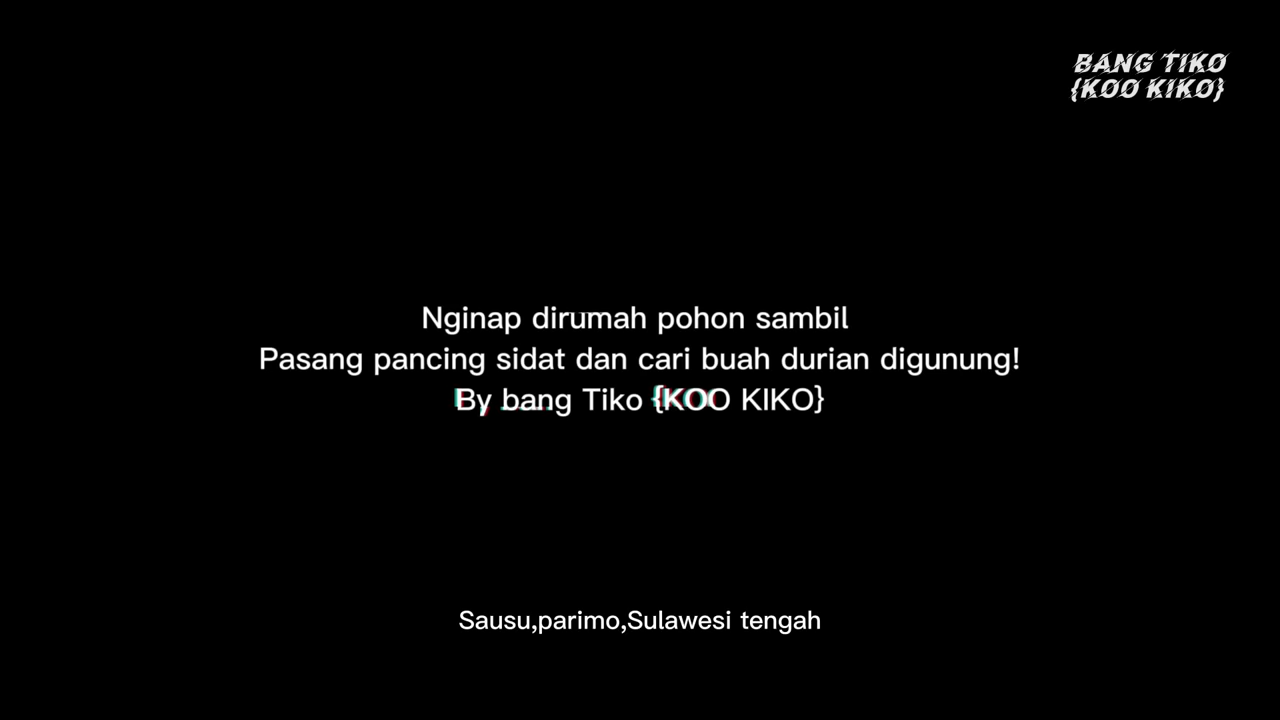 BANG TIKO
{KOO KIKO}
Nginap dirumah pohon sambil
Pasang pancing sidat dan cari buah durian digunung!
By bang Tiko {KOO KIKO}
Sausu,parimo,Sulawesi tengah